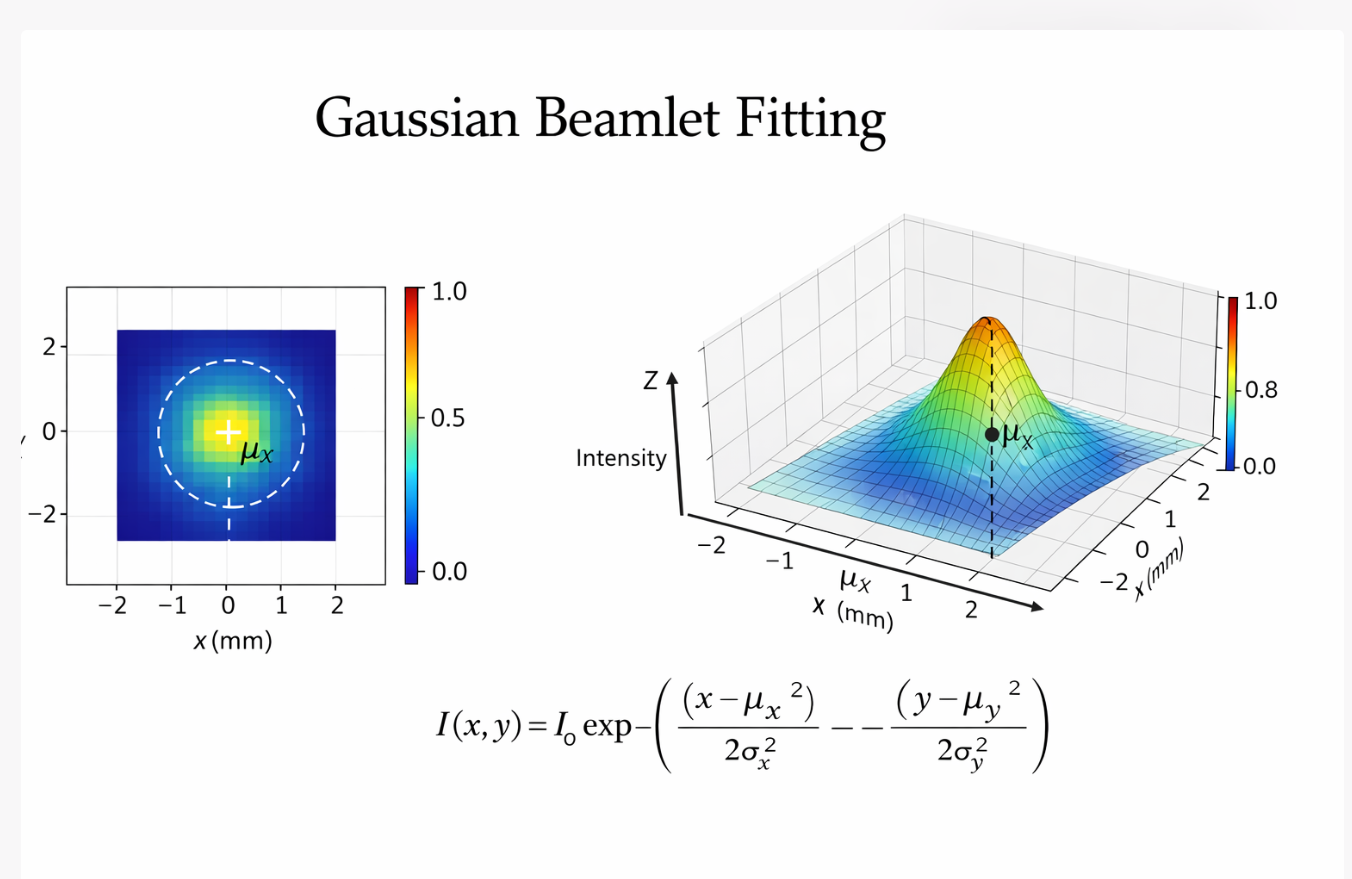 Gaussian Beamlet Fitting
2
0
−2
μx
−2 −1 0 1 2
x (mm)
1.0
0.5
0.0
Z
Intensity
μx
−2 −1 μx 1 2
x (mm)
2
1
0
−2
x (mm)
1.0
0.8
0.0
I(x, y) = I₀ exp−( (x−μₓ ²) / 2σₓ² −− (y−μ_y ² / 2σ_y² )